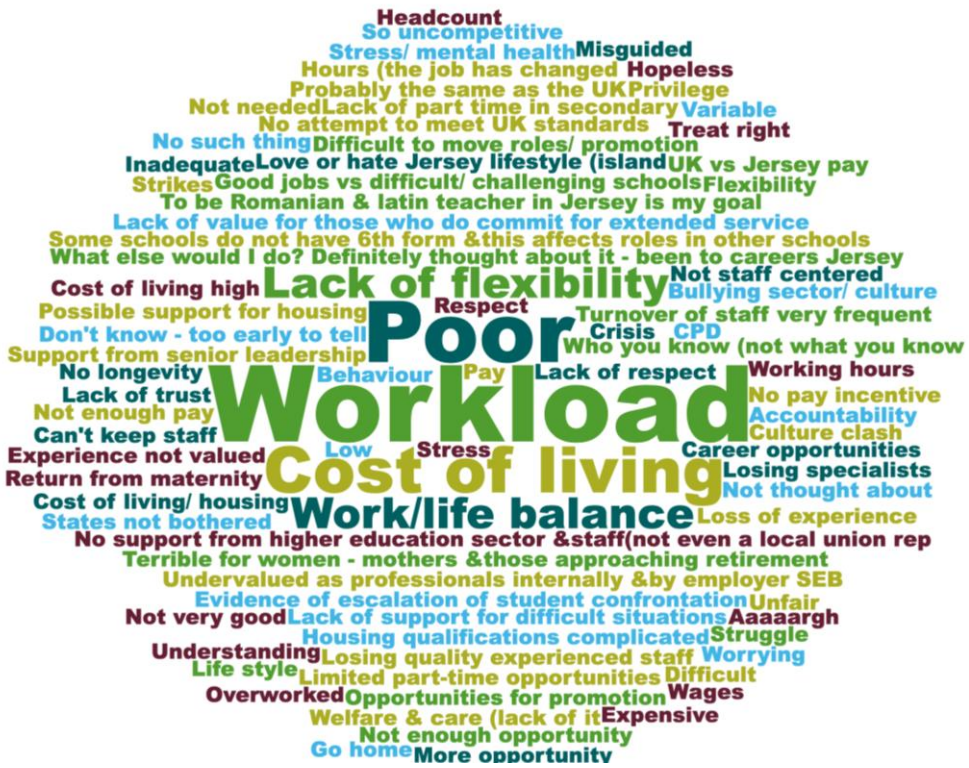 Headcount
So uncompetitive
Stress/ mental health Misguided
Hours (the job has changed Hopeless
Probably the same as the UK Privilege
Not needed Lack of part time in secondary Variable
No attempt to meet UK standards Treat right
No such thing Difficult to move roles/ promotion
Inadequate Love or hate Jersey lifestyle (island UK vs Jersey pay
Strikes Good jobs vs difficult/ challenging schools Flexibility
To be Romanian & latin teacher in Jersey is my goal
Lack of value for those who do commit for extended service
Some schools do not have 6th form &this affects roles in other schools
What else would I do? Definitely thought about it - been to careers Jersey
Cost of living high Lack of flexibility Not staff centered
Bullying sector/ culture
Possible support for housing Respect Turnover of staff very frequent
Don't know - too early to tell Poor Crisis CPD
Support from senior leadership Who you know (not what you know
No longevity Behaviour Pay Lack of respect Working hours
Lack of trust Workload No pay incentive
Not enough pay Accountability
Can't keep staff Culture clash
Experience not valued Low Stress Career opportunities
Return from maternity Cost of living Losing specialists
Cost of living/ housing Not thought about
States not bothered Work/life balance Loss of experience
No support from higher education sector &staff(not even a local union rep
Terrible for women - mothers &those approaching retirement
Undervalued as professionals internally &by employer SEB
Evidence of escalation of student confrontation Unfair
Not very good Lack of support for difficult situations Aaaaargh
Housing qualifications complicated Struggle
Understanding Losing quality experienced staff Worrying
Life style Limited part-time opportunities Difficult
Overworked Opportunities for promotion Wages
Welfare & care (lack of it Expensive
Not enough opportunity
Go home More opportunity